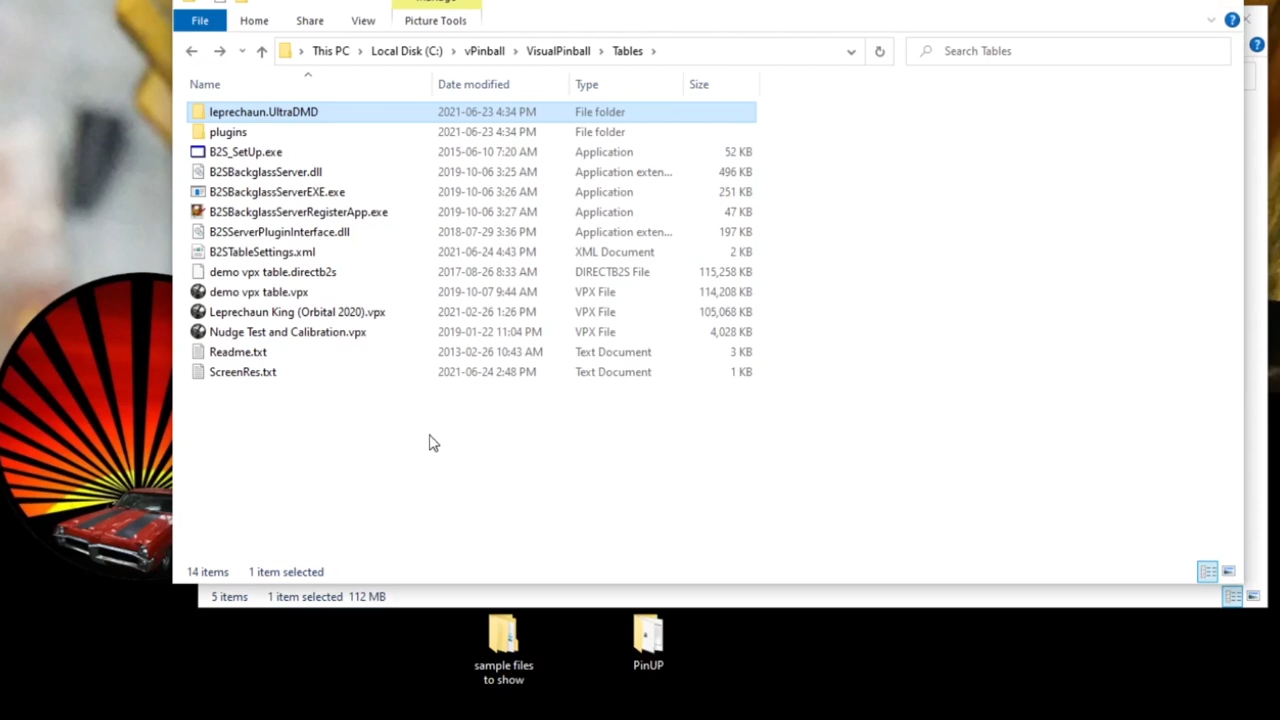 File Home Share View Picture Tools
This PC Local Disk (C:) vPinball VisualPinball Tables Search Tables
Name Date modified Type Size
leprechaun.UltraDMD 2021-06-23 4:34 PM File folder
plugins 2021-06-23 4:34 PM File folder
B2S_SetUp.exe 2015-06-10 7:20 AM Application 52 KB
B2SBackglassServer.dll 2019-10-06 3:25 AM Application exten... 496 KB
B2SBackglassServerEXE.exe 2019-10-06 3:26 AM Application 251 KB
B2SBackglassServerRegisterApp.exe 2019-10-06 3:27 AM Application 47 KB
B2SServerPluginInterface.dll 2018-07-29 3:36 PM Application exten... 197 KB
B2STableSettings.xml 2021-06-24 4:43 PM XML Document 2 KB
demo vpx table.directb2s 2017-08-26 8:33 AM DIRECTB2S File 115,258 KB
demo vpx table.vpx 2019-10-07 9:44 AM VPX File 114,208 KB
Leprechaun King (Orbital 2020).vpx 2021-02-26 1:26 PM VPX File 105,068 KB
Nudge Test and Calibration.vpx 2019-01-22 11:04 PM VPX File 4,028 KB
Readme.txt 2013-02-26 10:43 AM Text Document 3 KB
ScreenRes.txt 2021-06-24 2:48 PM Text Document 1 KB
14 items 1 item selected
5 items 1 item selected 112 MB
sample files
to show
PinUP